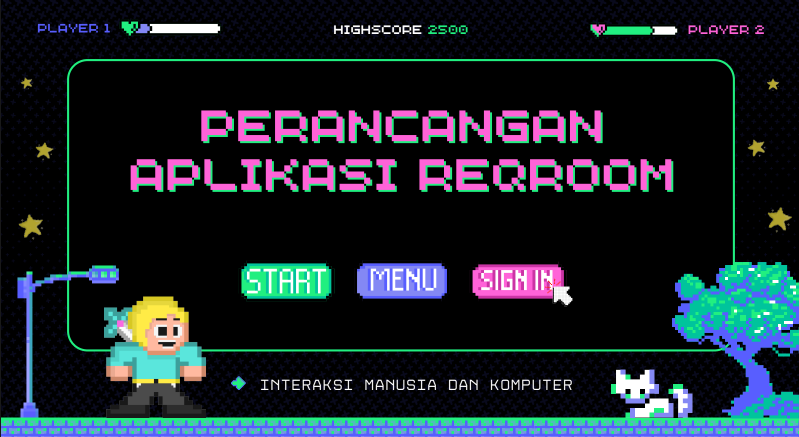 PLAYER 1
HIGHSCORE 2500
PLAYER 2
PERANCANGAN
APLIKASI REQROOM
START
MENU
SIGN IN
INTERAKSI MANUSIA DAN KOMPUTER